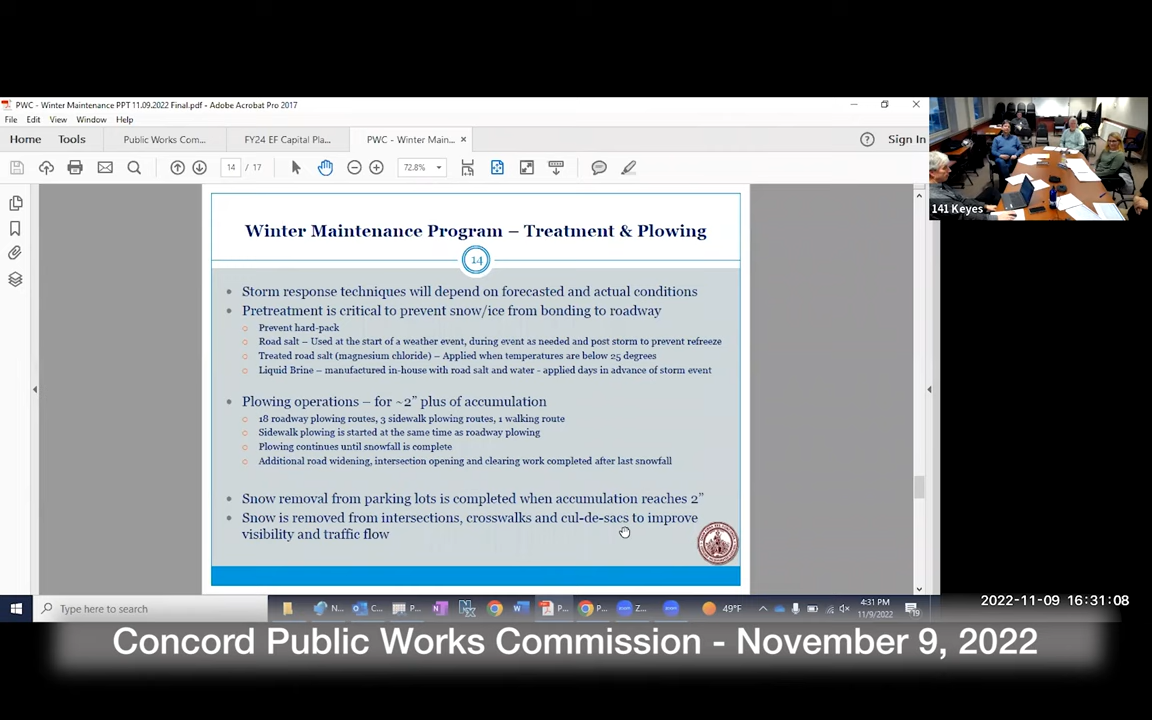 PWC - Winter Maintenance PPT 11.09.2022 Final.pdf - Adobe Acrobat Pro 2017
File Edit View Window Help
Home Tools Public Works Com... FY24 EF Capital Pla... PWC - Winter Main... × Sign In
14 / 17 72.8%
141 Keyes
Winter Maintenance Program – Treatment & Plowing
14
Storm response techniques will depend on forecasted and actual conditions
Pretreatment is critical to prevent snow/ice from bonding to roadway
Prevent hard-pack
Road salt – Used at the start of a weather event, during event as needed and post storm to prevent refreeze
Treated road salt (magnesium chloride) – Applied when temperatures are below 25 degrees
Liquid Brine – manufactured in-house with road salt and water - applied days in advance of storm event
Plowing operations – for ~2” plus of accumulation
18 roadway plowing routes, 3 sidewalk plowing routes, 1 walking route
Sidewalk plowing is started at the same time as roadway plowing
Plowing continues until snowfall is complete
Additional road widening, intersection opening and clearing work completed after last snowfall
Snow removal from parking lots is completed when accumulation reaches 2”
Snow is removed from intersections, crosswalks and cul-de-sacs to improve
visibility and traffic flow
Type here to search N... C... P... P... P... Z... 49°F 4:31 PM
11/9/2022 19
2022-11-09 16:31:08
Concord Public Works Commission - November 9, 2022